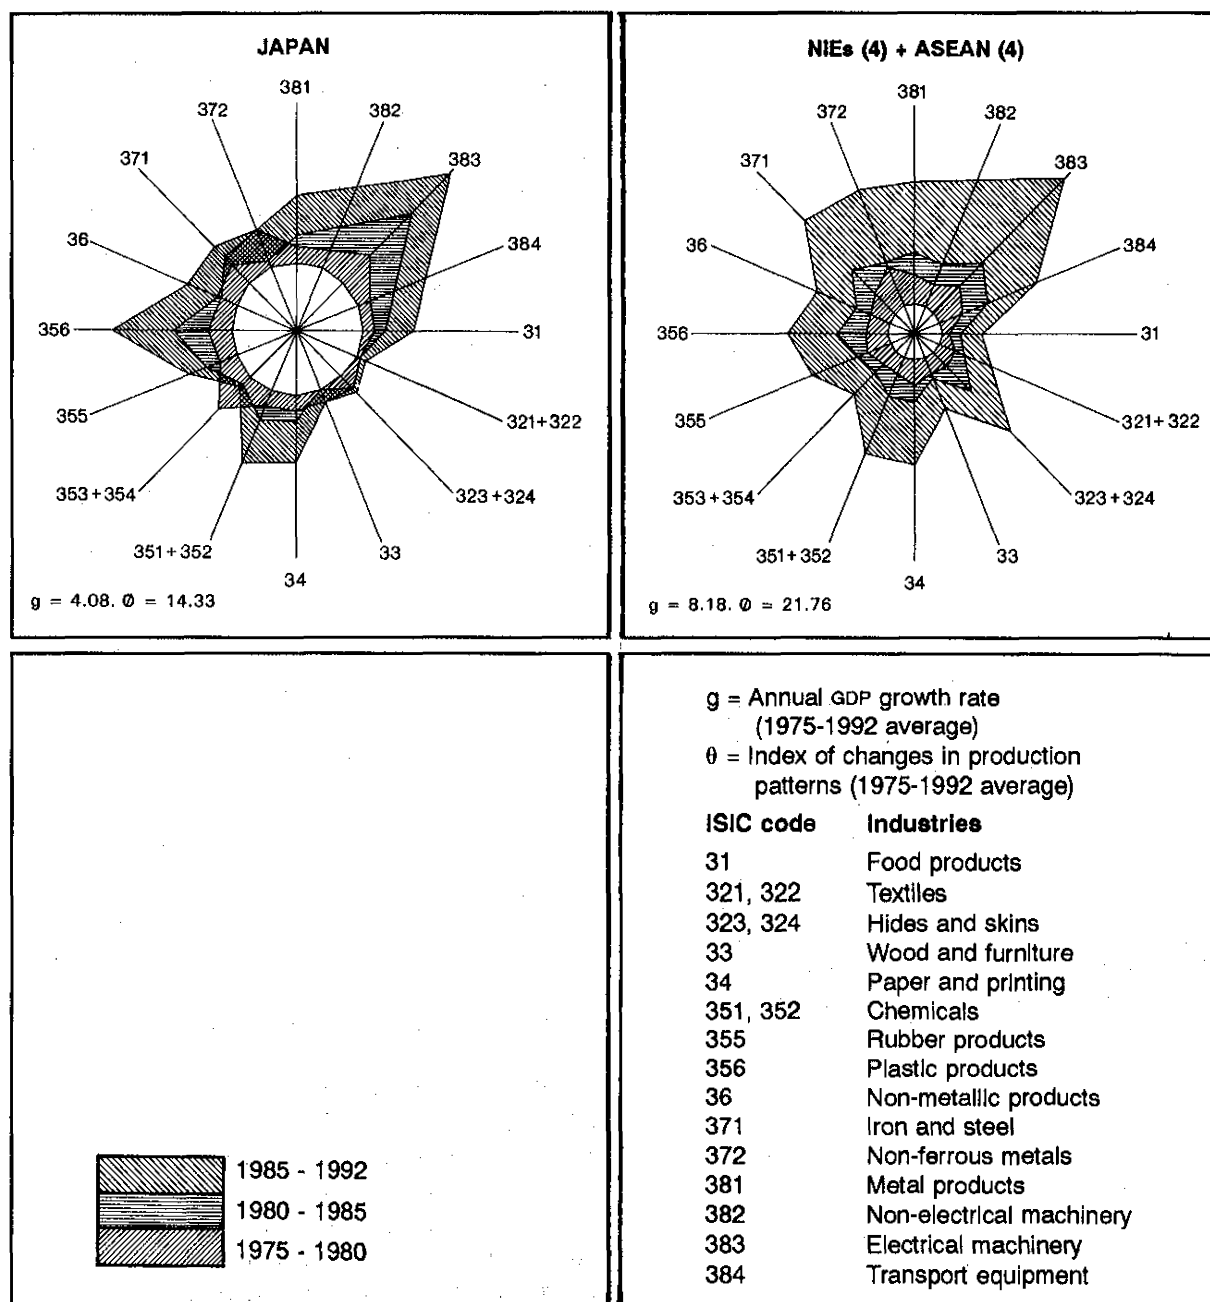 JAPAN
381
372
382
371
383
36
384
356
31
355
321+322
353+354
323+324
351+352
33
34
g = 4.08. Ø = 14.33
NIEs (4) + ASEAN (4)
381
372
382
371
383
36
384
356
31
355
321+322
353+354
323+324
351+352
33
34
g = 8.18. Ø = 21.76
1985 - 1992
1980 - 1985
1975 - 1980
g = Annual GDP growth rate
(1975-1992 average)
θ = Index of changes in production
patterns (1975-1992 average)
ISIC code Industries
31 Food products
321, 322 Textiles
323, 324 Hides and skins
33 Wood and furniture
34 Paper and printing
351, 352 Chemicals
355 Rubber products
356 Plastic products
36 Non-metallic products
371 Iron and steel
372 Non-ferrous metals
381 Metal products
382 Non-electrical machinery
383 Electrical machinery
384 Transport equipment